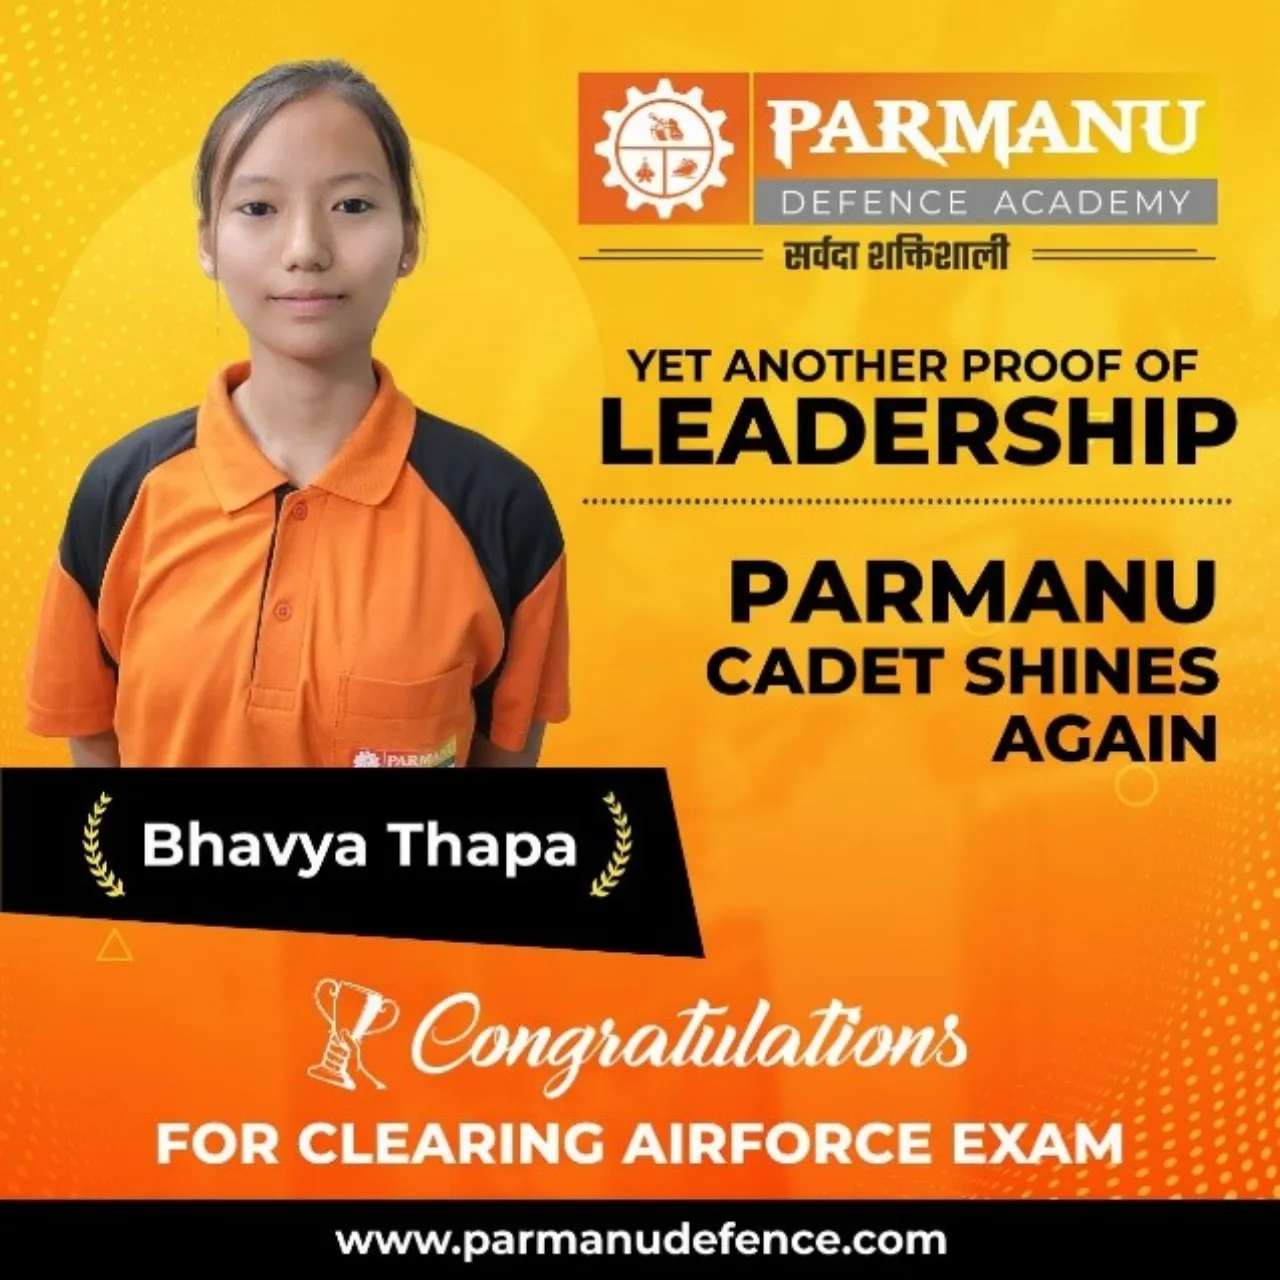 PARMANU
DEFENCE ACADEMY
सर्वदा शक्तिशाली
YET ANOTHER PROOF OF
LEADERSHIP
PARMANU
CADET SHINES
AGAIN
PARMANU
Bhavya Thapa
Congratulations
FOR CLEARING AIRFORCE EXAM
www.parmanudefence.com